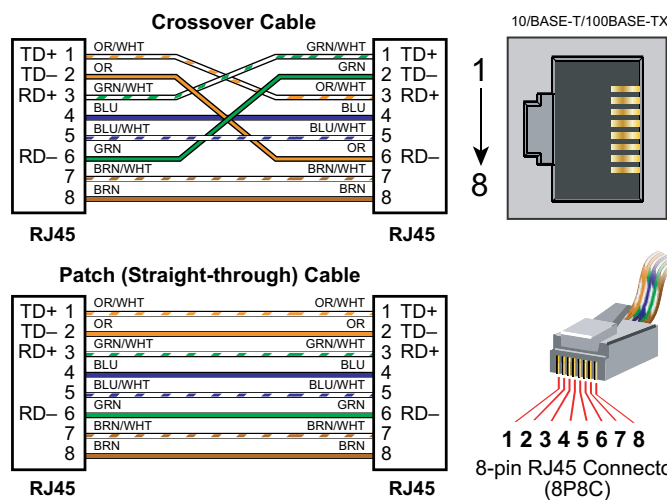 Crossover Cable
TD+ 1 OR/WHT GRN/WHT 1 TD+
TD– 2 OR GRN 2 TD–
RD+ 3 GRN/WHT OR/WHT 3 RD+
4 BLU BLU 4
5 BLU/WHT BLU/WHT 5
RD– 6 GRN OR 6 RD–
7 BRN/WHT BRN/WHT 7
8 BRN BRN 8
RJ45 RJ45
10/BASE-T/100BASE-TX
1
8
Patch (Straight-through) Cable
TD+ 1 OR/WHT OR/WHT 1 TD+
TD– 2 OR OR 2 TD–
RD+ 3 GRN/WHT GRN/WHT 3 RD+
4 BLU BLU 4
5 BLU/WHT BLU/WHT 5
RD– 6 GRN GRN 6 RD–
7 BRN/WHT BRN/WHT 7
8 BRN BRN 8
RJ45 RJ45
1 2 3 4 5 6 7 8
8-pin RJ45 Connecto
(8P8C)